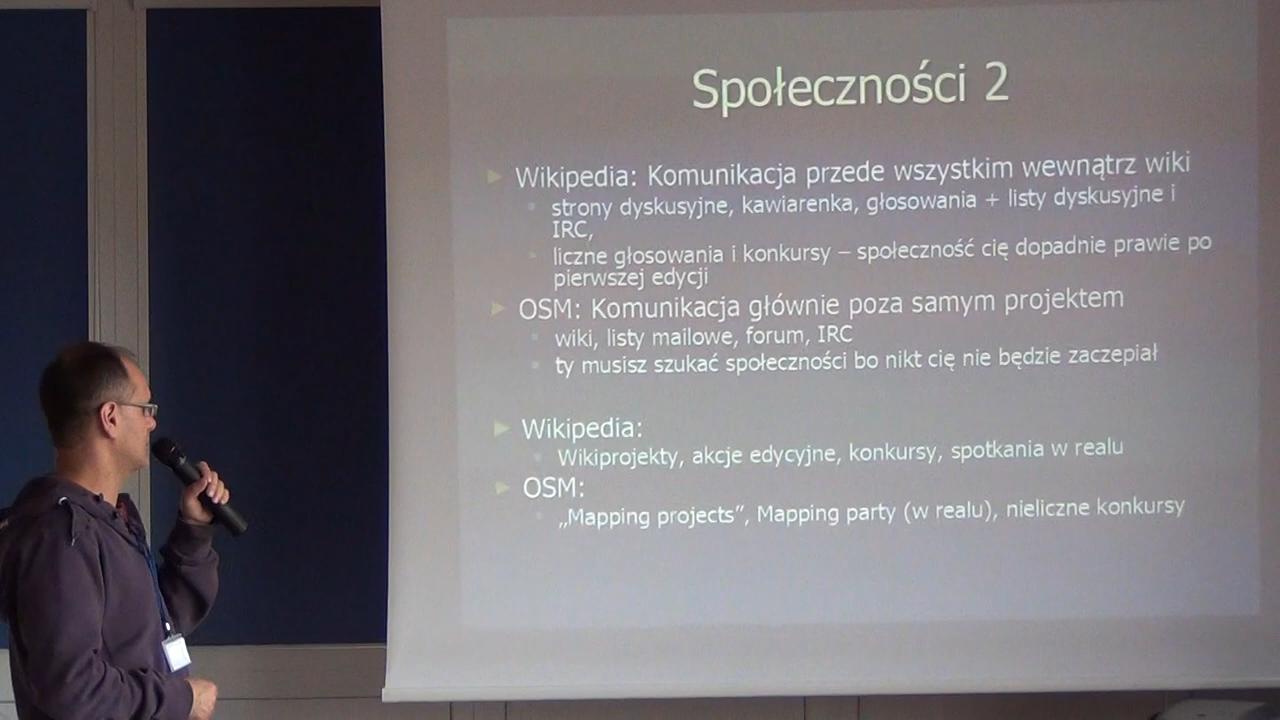 Społeczności 2
Wikipedia: Komunikacja przede wszystkim wewnątrz wiki
strony dyskusyjne, kawiarenka, głosowania + listy dyskusyjne i
IRC,
liczne głosowania i konkursy – społeczność cię dopadnie prawie po
pierwszej edycji
OSM: Komunikacja głównie poza samym projektem
wiki, listy mailowe, forum, IRC
ty musisz szukać społeczności bo nikt cię nie będzie zaczepiał
Wikipedia:
Wikiprojekty, akcje edycyjne, konkursy, spotkania w realu
OSM:
„Mapping projects”, Mapping party (w realu), nieliczne konkursy